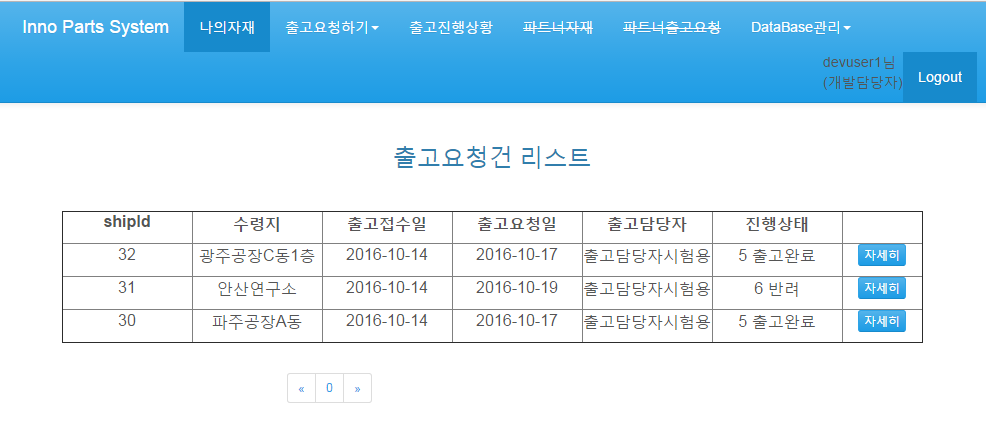 Inno Parts System 나의자재 출고요청하기 출고진행상황 파트너자재 파트너출고요청 DataBase관리
devuser1님
(개발담당자) Logout
출고요청건 리스트
shipId 수령지 출고접수일 출고요청일 출고담당자 진행상태
32 광주공장C동1층 2016-10-14 2016-10-17 출고담당자시험용 5 출고완료 자세히
31 안산연구소 2016-10-14 2016-10-19 출고담당자시험용 6 반려 자세히
30 파주공장A동 2016-10-14 2016-10-17 출고담당자시험용 5 출고완료 자세히
« 0 »